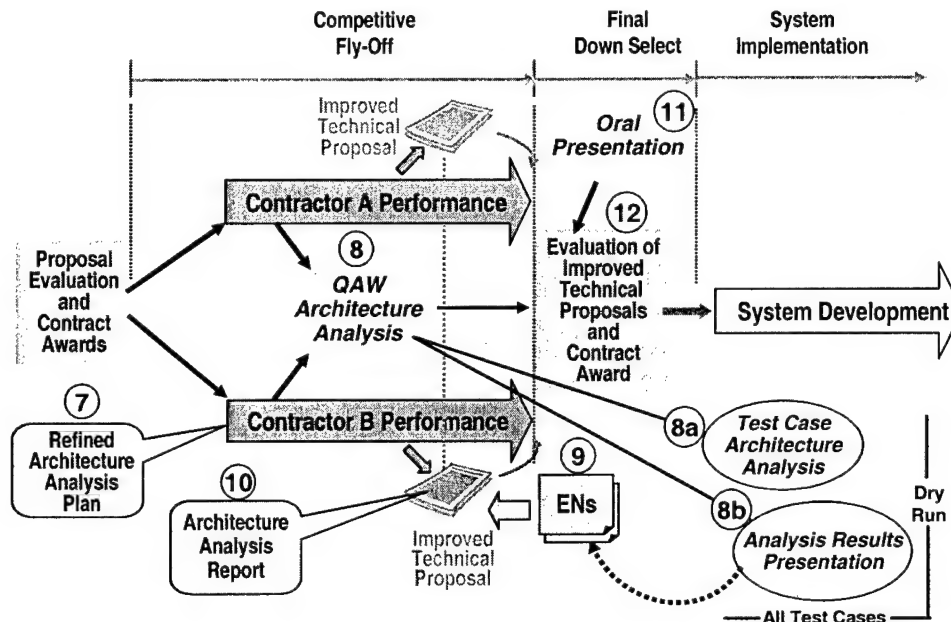 Competitive
Fly-Off
Final
Down Select
System
Implementation
Improved
Technical
Proposal
11
Oral
Presentation
Contractor A Performance
12
8
Proposal
Evaluation
and
Contract
Awards
QAW
Architecture
Analysis
Evaluation of
Improved
Technical
Proposals
and
Contract
Award
System Development
7
Contractor B Performance
Refined
Architecture
Analysis
Plan
8a
Test Case
Architecture
Analysis
10
9
Architecture
Analysis
Report
ENs
8b
Dry
Run
Improved
Technical
Proposal
Analysis Results
Presentation
All Test Cases